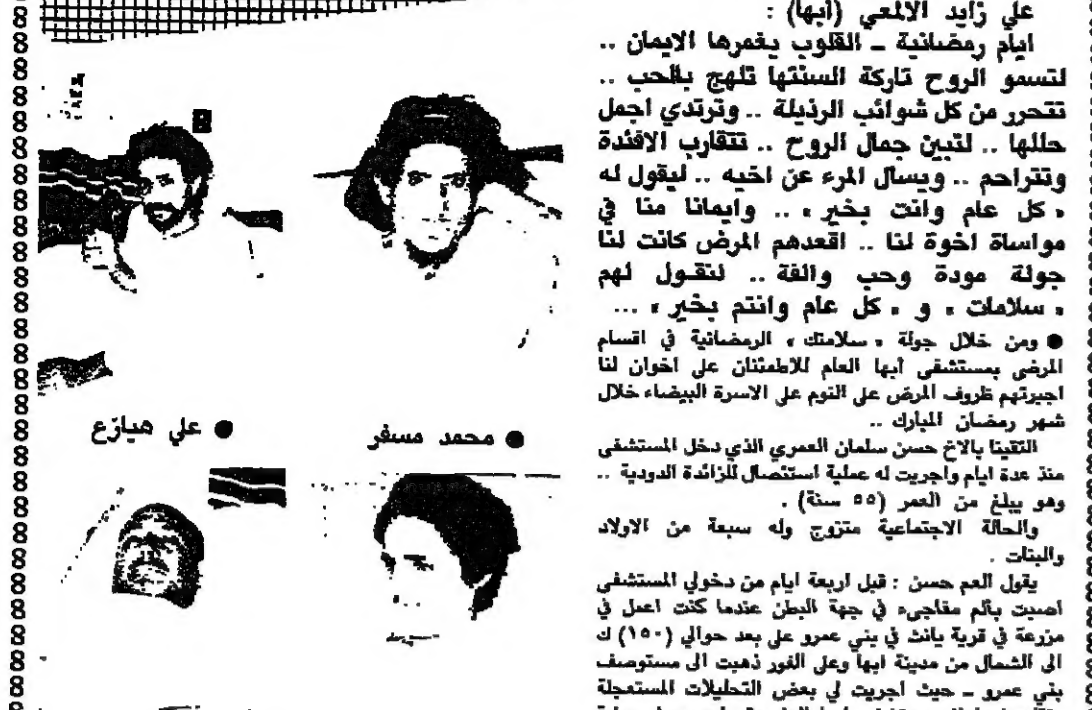 علي زايد الألمعي (أبها) :
ايام رمضانية ــ القلوب يغمرها الايمان ..
لتسمو الروح تاركة السنتها تلهج بالحب ..
تتحرر من كل شوائب الرذيلة .. وترتدي اجمل
حللها .. لتبين جمال الروح .. تتقارب الافئدة
وتتراحم .. ويسال المرء عن اخيه .. ليقول له
« كل عام وانت بخير » .. وايمانا منا في
مواساة اخوة لنا .. اقعدهم المرض كانت لنا
جولة مودة وحب والفة .. لنقول لهم
« سلامات » و « كل عام وانتم بخير » ...
● ومن خلال جولة « سلامتك » الرمضانية في اقسام
المرضى بمستشفى أبها العام للاطمئنان على اخوان لنا
اجبرتهم ظروف المرض على النوم على الاسرة البيضاء خلال
شهر رمضان المبارك ..
التقينا بالاخ حسن سلمان العمري الذي دخل المستشفى
منذ عدة ايام واجريت له عملية استئصال للزائدة الدودية ..
وهو يبلغ من العمر (٥٥ سنة) .
والحالة الاجتماعية متزوج وله سبعة من الاولاد
والبنات .
يقول العم حسن : قبل اربعة ايام من دخولي المستشفى
اصبت بألم مفاجىء في جهة البطن عندما كنت اعمل في
مزرعة في قرية يانث في بني عمرو على بعد حوالي (١٥٠) ك
الى الشمال من مدينة ابها وعلى الفور ذهبت الى مستوصف
بني عمرو ــ حيث اجريت لي بعض التحليلات المستعجلة
● محمد مسفر
● علي هيازع